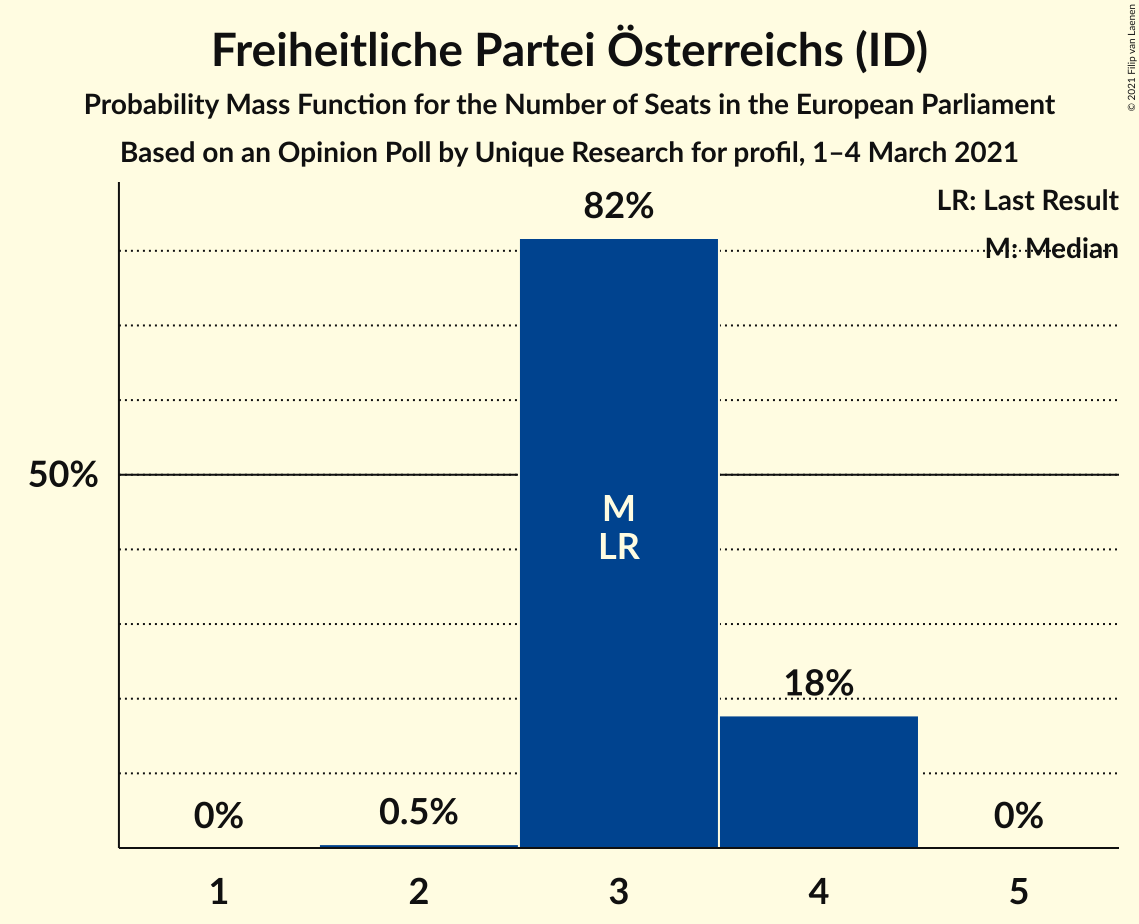 Freiheitliche Partei Österreichs (ID)
Probability Mass Function for the Number of Seats in the European Parliament
Based on an Opinion Poll by Unique Research for profil, 1–4 March 2021
© 2021 Filip van Laenen
LR: Last Result
M: Median
82%
50%
M
LR
18%
0%
0.5%
0%
1
2
3
4
5